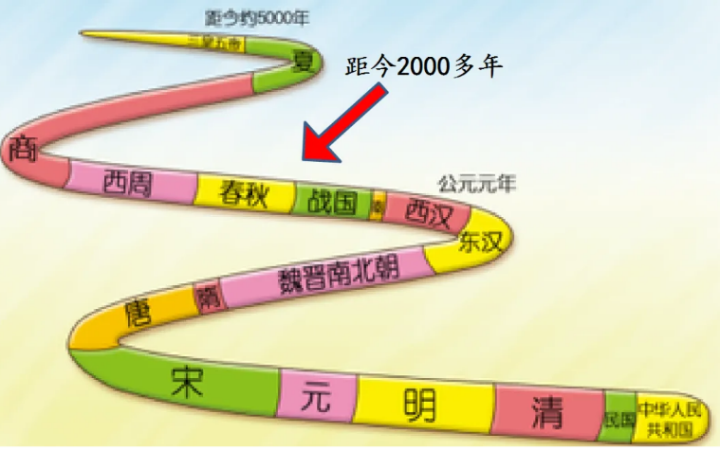 距今约5000年
三皇五帝
夏
距今2000多年
商
西周
春秋
战国
西汉
公元元年
东汉
魏晋南北朝
隋
唐
宋
元
明
清
民国
中华人民
共和国